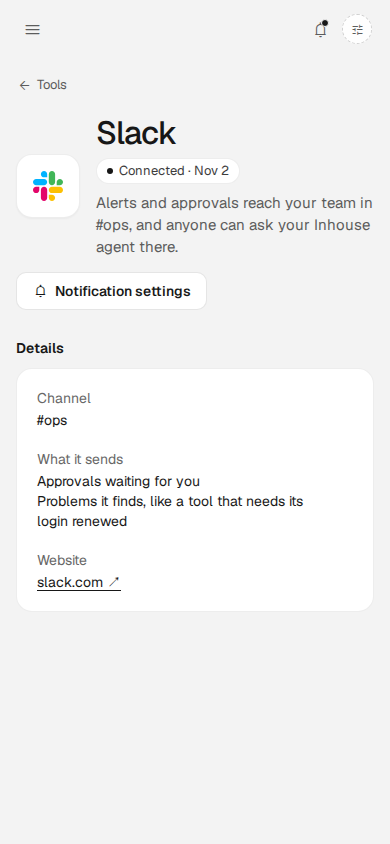 Tools
Slack
Connected · Nov 2
Alerts and approvals reach your team in
#ops, and anyone can ask your Inhouse
agent there.
Notification settings
Details
Channel
#ops
What it sends
Approvals waiting for you
Problems it finds, like a tool that needs its
login renewed
Website
slack.com ↗